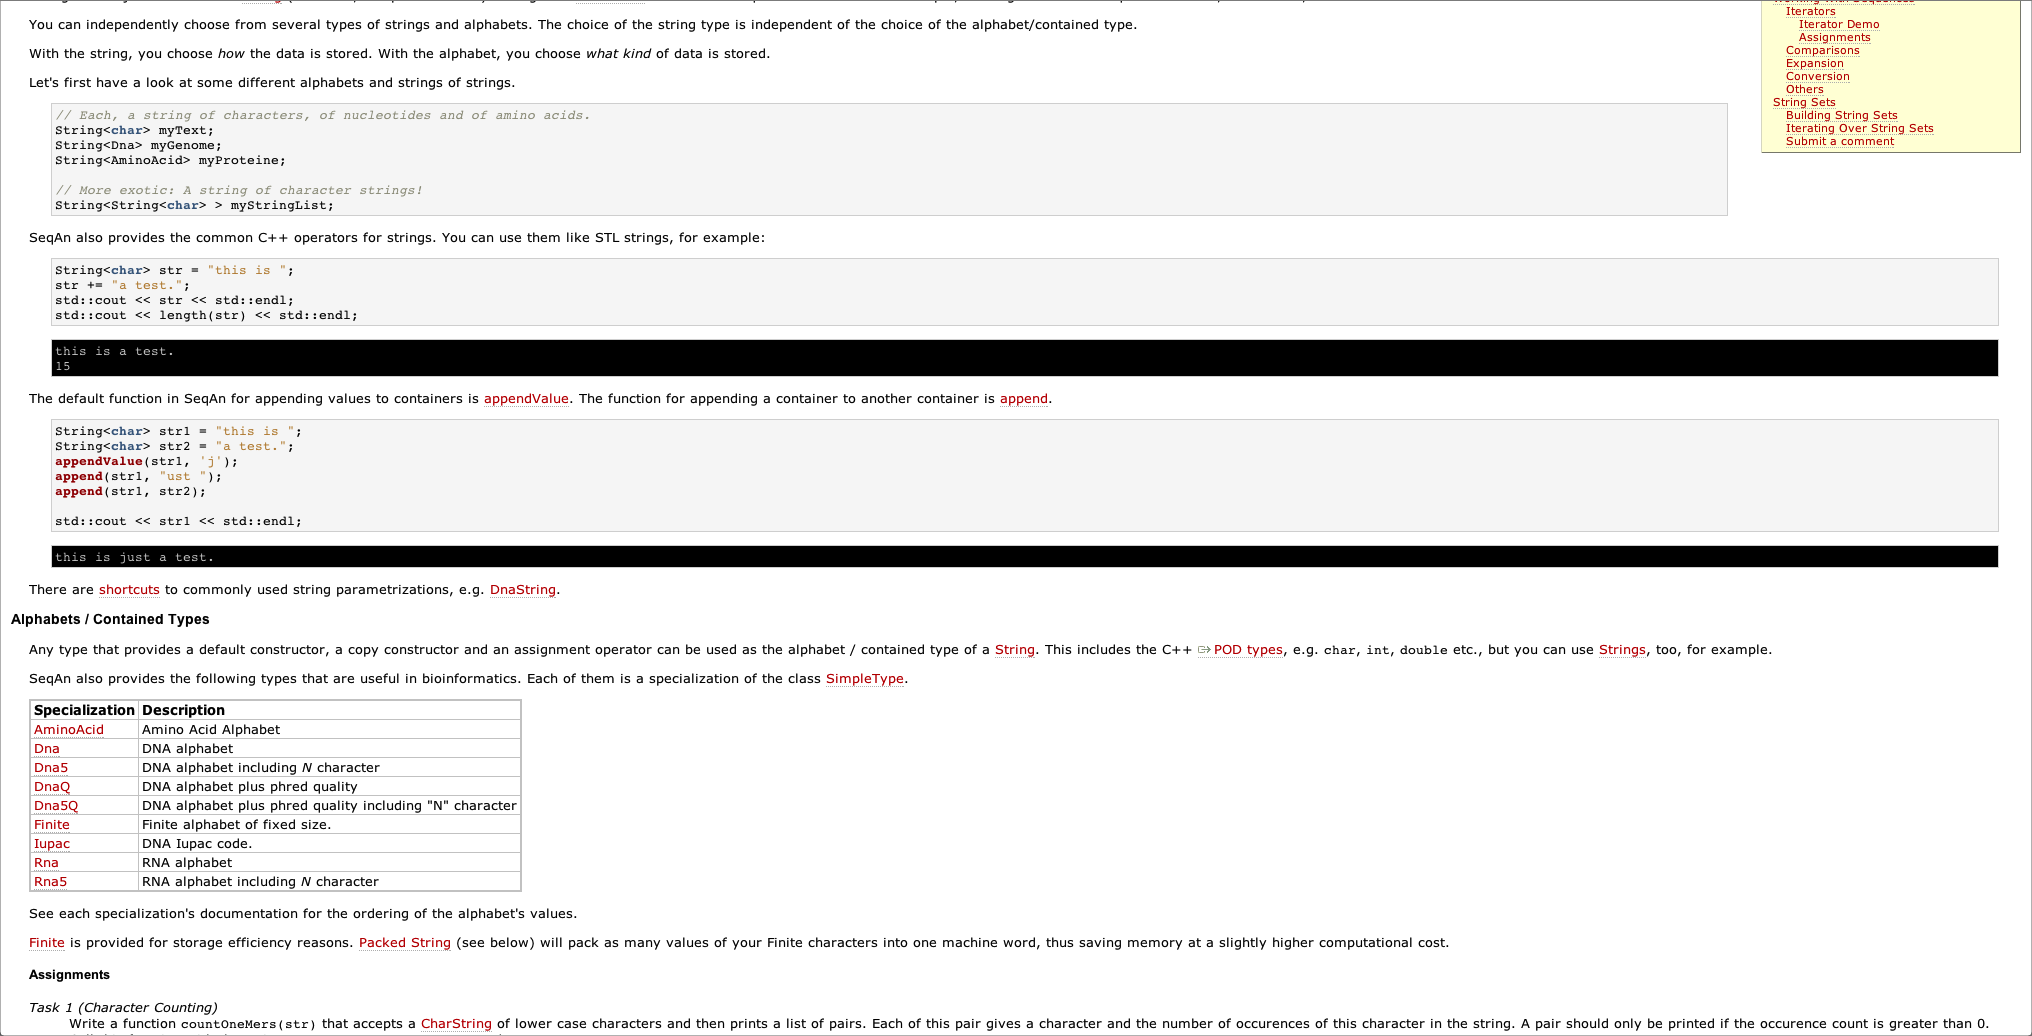 You can independently choose from several types of strings and alphabets. The choice of the string type is independent of the choice of the alphabet/contained type.
With the string, you choose how the data is stored. With the alphabet, you choose what kind of data is stored.
Let's first have a look at some different alphabets and strings of strings.
// Each, a string of characters, of nucleotides and of amino acids.
String<char> myText;
String<Dna> myGenome;
String<AminoAcid> myProteine;
// More exotic: A string of character strings!
String<String<char> > myStringList;
Iterators
Iterator Demo
Assignments
Comparisons
Expansion
Conversion
Others
String Sets
Building String Sets
Iterating Over String Sets
Submit a comment
SeqAn also provides the common C++ operators for strings. You can use them like STL strings, for example:
String<char> str = "this is ";
str += "a test.";
std::cout << str << std::endl;
std::cout << length(str) << std::endl;
this is a test.
15
The default function in SeqAn for appending values to containers is appendValue. The function for appending a container to another container is append.
String<char> str1 = "this is ";
String<char> str2 = "a test.";
appendValue(str1, 'j');
append(str1, "ust ");
append(str1, str2);
std::cout << str1 << std::endl;
this is just a test.
There are shortcuts to commonly used string parametrizations, e.g. DnaString.
Alphabets / Contained Types
Any type that provides a default constructor, a copy constructor and an assignment operator can be used as the alphabet / contained type of a String. This includes the C++ POD types, e.g. char, int, double etc., but you can use Strings, too, for example.
SeqAn also provides the following types that are useful in bioinformatics. Each of them is a specialization of the class SimpleType.
Specialization Description
AminoAcid Amino Acid Alphabet
Dna DNA alphabet
Dna5 DNA alphabet including N character
DnaQ DNA alphabet plus phred quality
Dna5Q DNA alphabet plus phred quality including "N" character
Finite Finite alphabet of fixed size.
Iupac DNA Iupac code.
Rna RNA alphabet
Rna5 RNA alphabet including N character
See each specialization's documentation for the ordering of the alphabet's values.
Finite is provided for storage efficiency reasons. Packed String (see below) will pack as many values of your Finite characters into one machine word, thus saving memory at a slightly higher computational cost.
Assignments
Task 1 (Character Counting)
Write a function countOneMers(str) that accepts a CharString of lower case characters and then prints a list of pairs. Each of this pair gives a character and the number of occurences of this character in the string. A pair should only be printed if the occurence count is greater than 0.